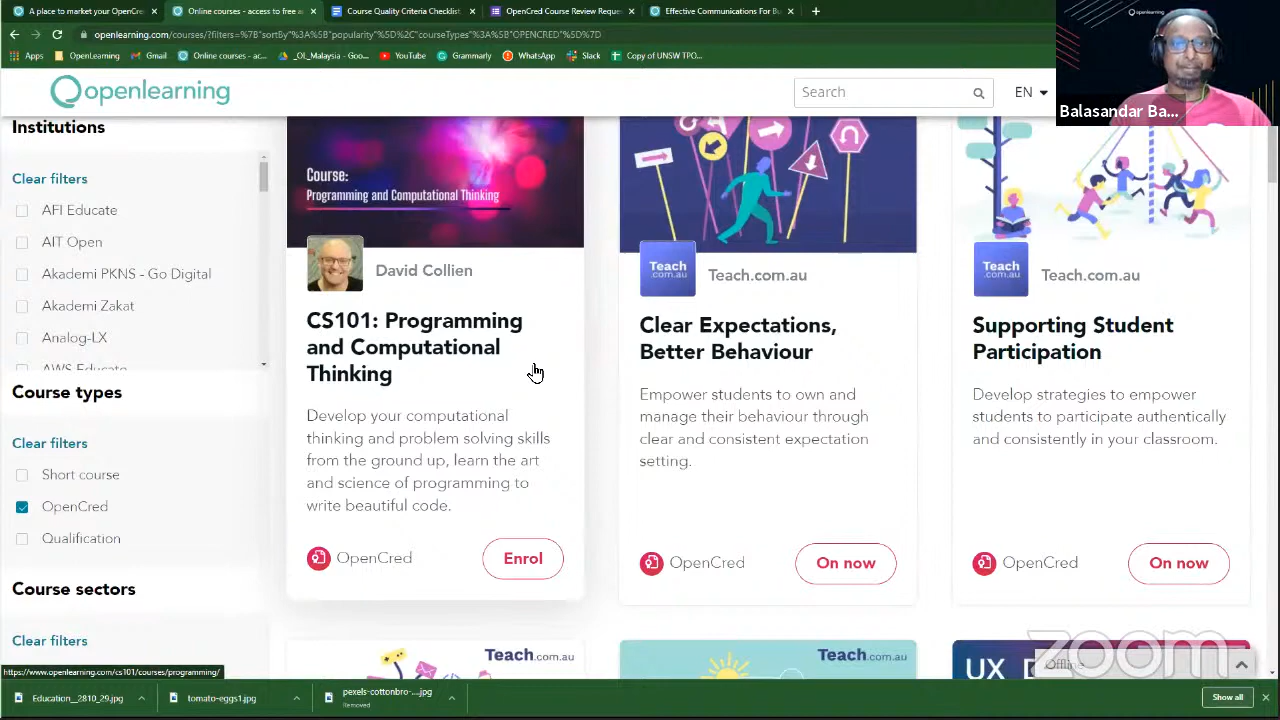 A place to market your OpenCre
Online courses - access to free a
Course Quality Criteria Checklist
OpenCred Course Review Reque
Effective Communications For Bu
openlearning.com/courses/?filters=%7B"sortBy"%3A%5B"popularity"%5D%2C"courseTypes"%3A%5B"OPENCRED"%5D%7D
Apps
OpenLearning
Gmail
Online courses - ac...
_OL_Malaysia - Goo...
YouTube
Grammarly
WhatsApp
Slack
Copy of UNSW TPO...
openlearning
Search
EN
openlearning
Balasandar Ba...
Institutions
Clear filters
AFI Educate
AIT Open
Akademi PKNS - Go Digital
Akademi Zakat
Analog-LX
AWS Educate
Course types
Clear filters
Short course
OpenCred
Qualification
Course sectors
Clear filters
Course:
Programming and Computational Thinking
David Collien
CS101: Programming
and Computational
Thinking
Develop your computational
thinking and problem solving skills
from the ground up, learn the art
and science of programming to
write beautiful code.
OpenCred
Enrol
Teach
.com.au
Teach.com.au
Clear Expectations,
Better Behaviour
Empower students to own and
manage their behaviour through
clear and consistent expectation
setting.
OpenCred
On now
Teach
.com.au
Teach.com.au
Supporting Student
Participation
Develop strategies to empower
students to participate authentically
and consistently in your classroom.
OpenCred
On now
Teach.com.au
Teach.com.au
UX D
zoom
Offline
https://www.openlearning.com/cs101/courses/programming/
Education__2810_29.jpg
tomato-eggs1.jpg
pexels-cottonbro-....jpg
Removed
Show all